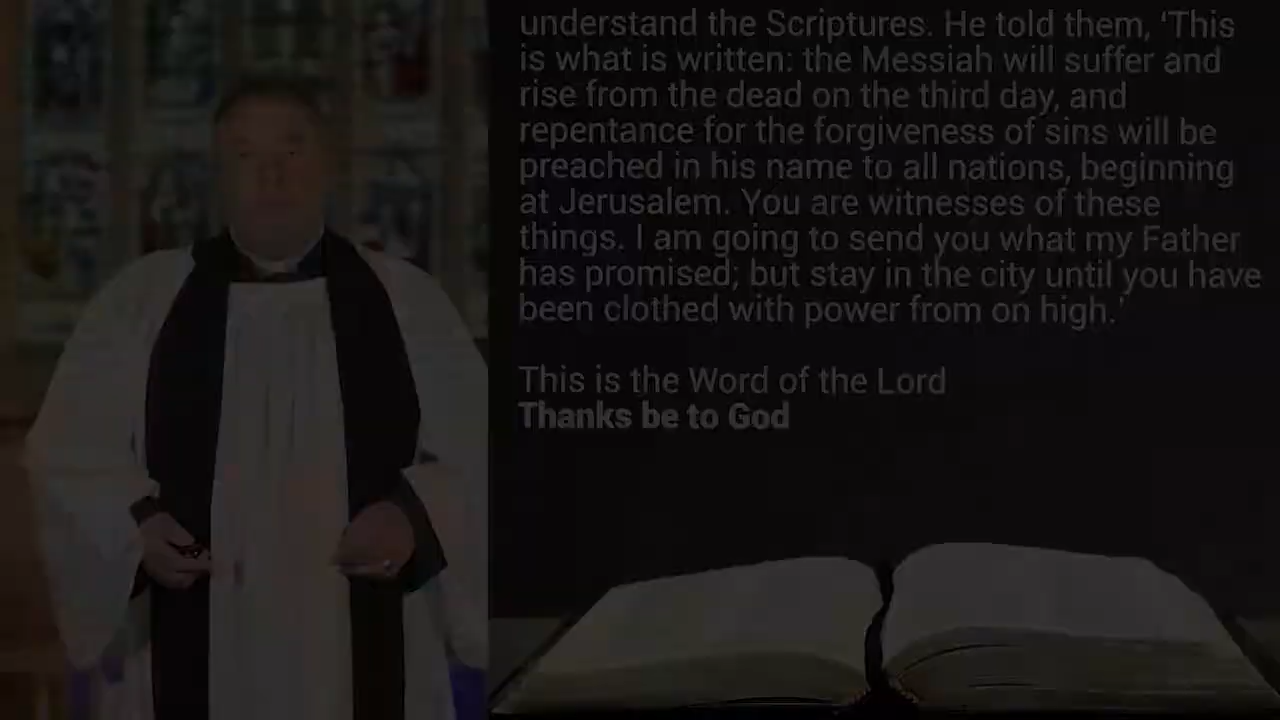 understand the Scriptures. He told them, 'This
is what is written: the Messiah will suffer and
rise from the dead on the third day, and
repentance for the forgiveness of sins will be
preached in his name to all nations, beginning
at Jerusalem. You are witnesses of these
things. I am going to send you what my Father
has promised; but stay in the city until you have
been clothed with power from on high.'
This is the Word of the Lord
Thanks be to God